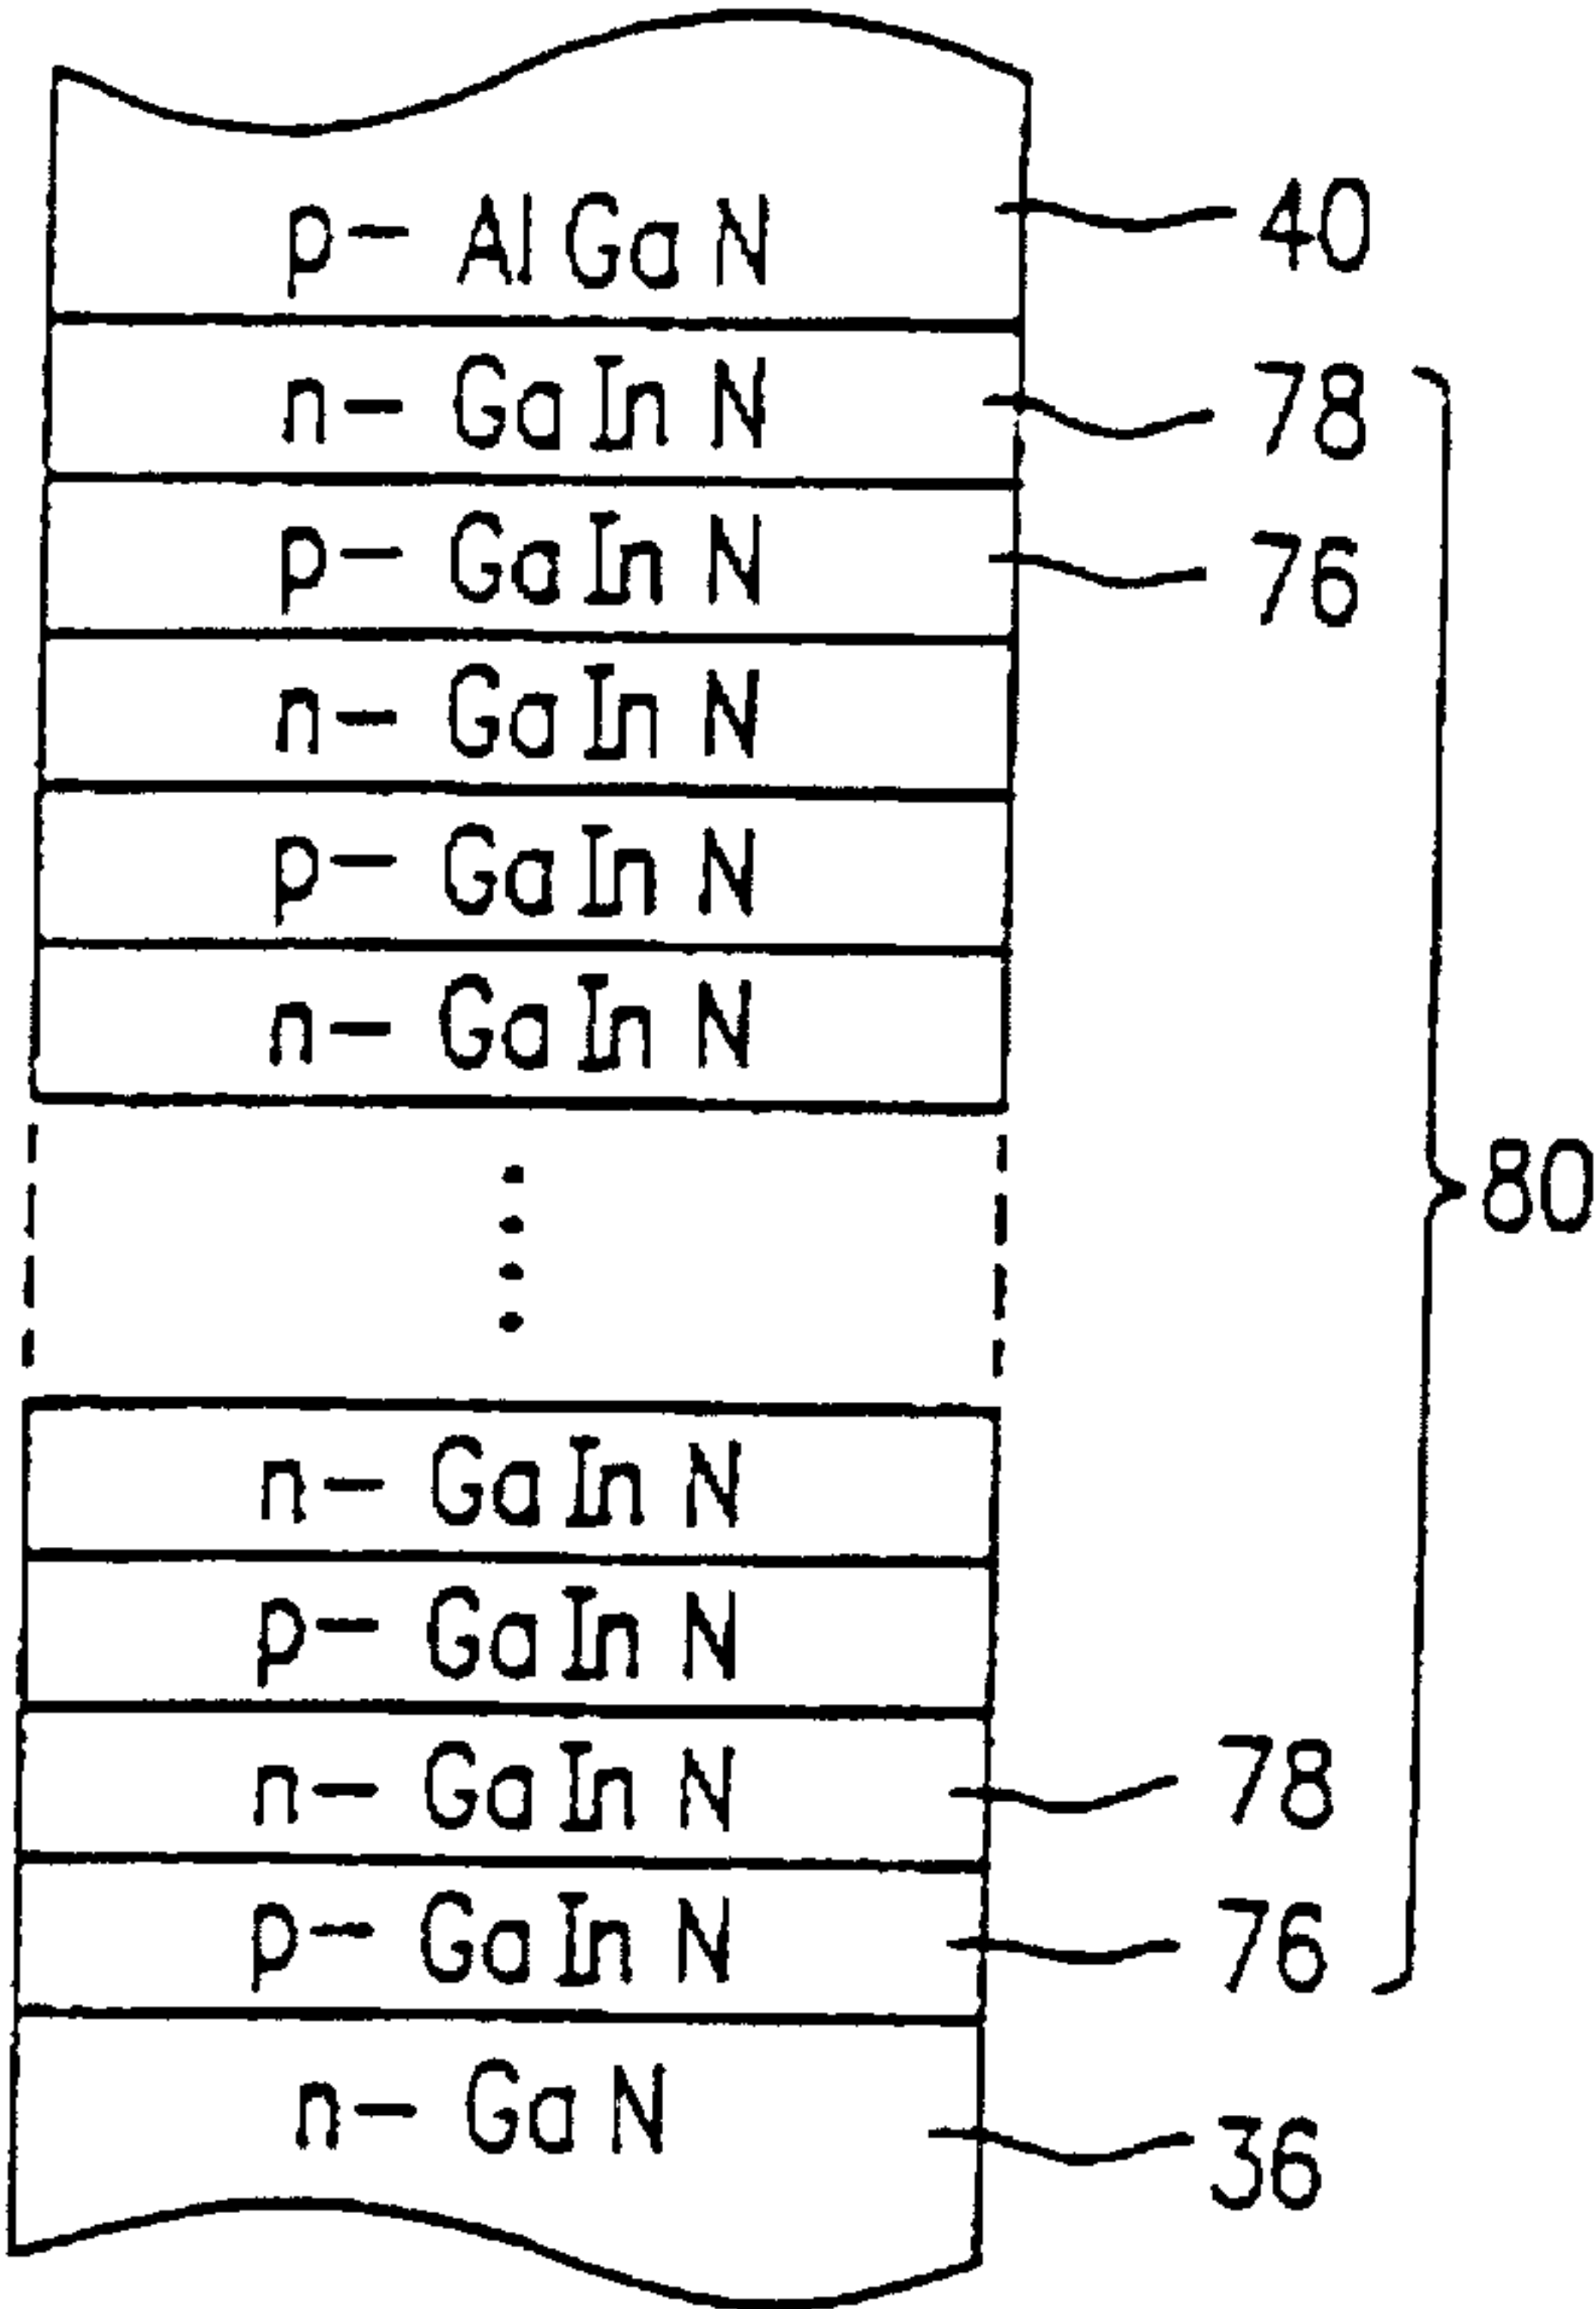 p- AlGaN 40
n- GaInN 78
p- GaInN 76
n- GaInN
p- GaInN
n- GaInN
80
n- GaInN
p- GaInN
n- GaInN 78
p- GaInN 76
n- GaN 36